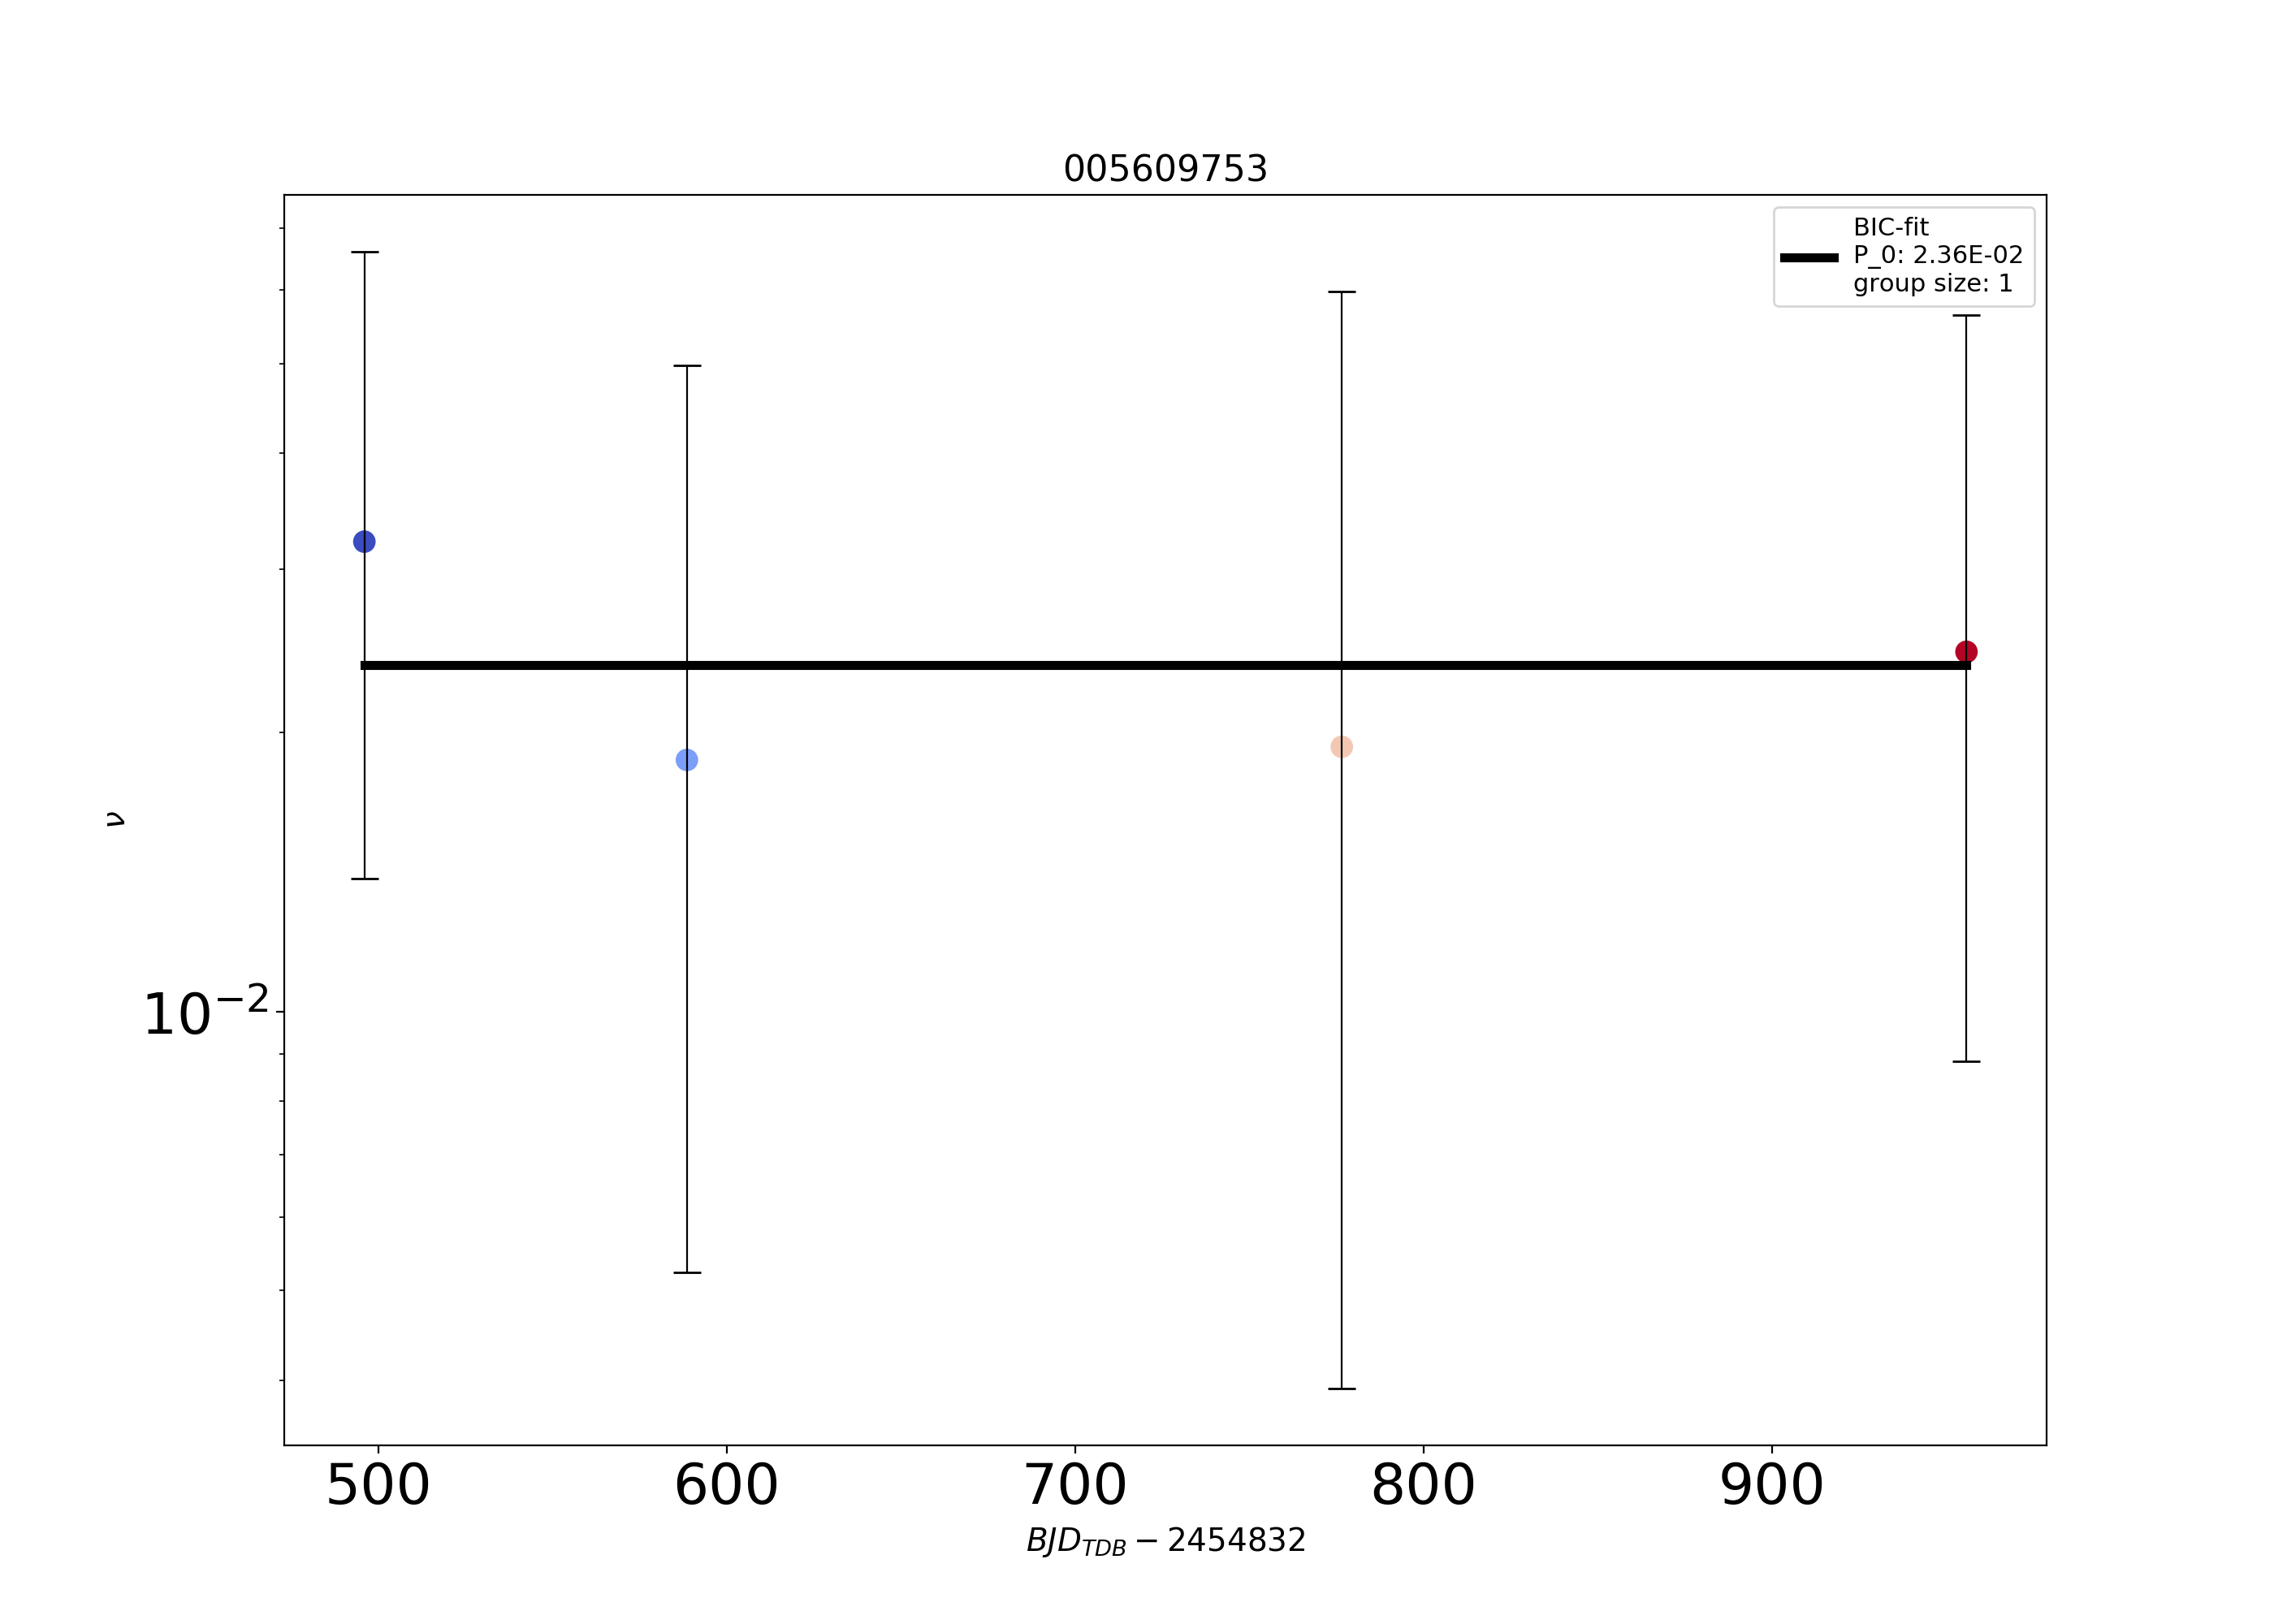 005609753
BIC-fit
P_0: 2.36E-02
group size: 1
ν
10⁻²
500 600 700 800 900
BJD_TDB − 2454832